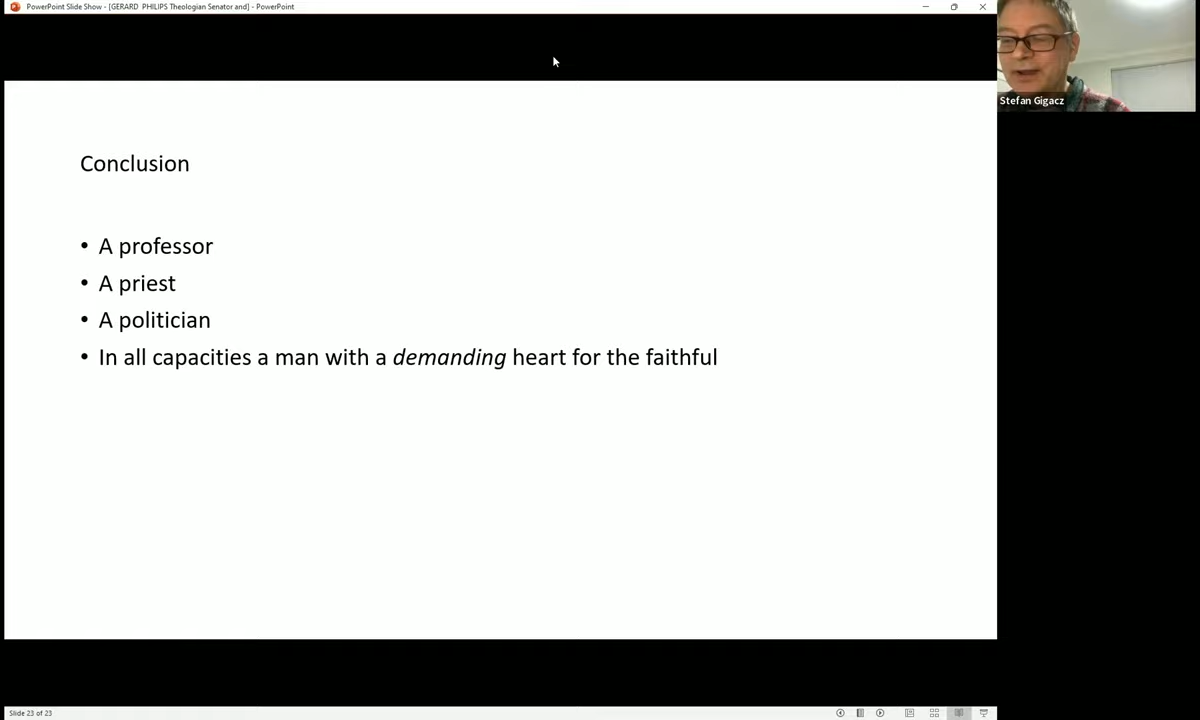 PowerPoint Slide Show - [GERARD PHILIPS Theologian Senator and] - PowerPoint
Stefan Gigacz
Conclusion
• A professor
• A priest
• A politician
• In all capacities a man with a demanding heart for the faithful
Slide 23 of 23